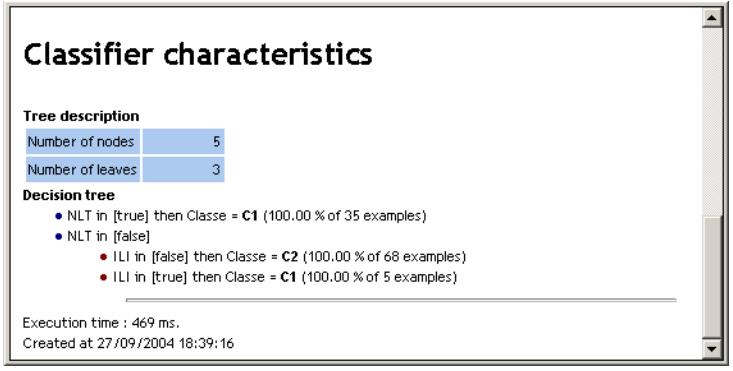 Classifier characteristics
Tree description
Number of nodes 5
Number of leaves 3
Decision tree
• NLT in [true] then Classe = C1 (100.00 % of 35 examples)
• NLT in [false]
• ILI in [false] then Classe = C2 (100.00 % of 68 examples)
• ILI in [true] then Classe = C1 (100.00 % of 5 examples)
Execution time : 469 ms.
Created at 27/09/2004 18:39:16